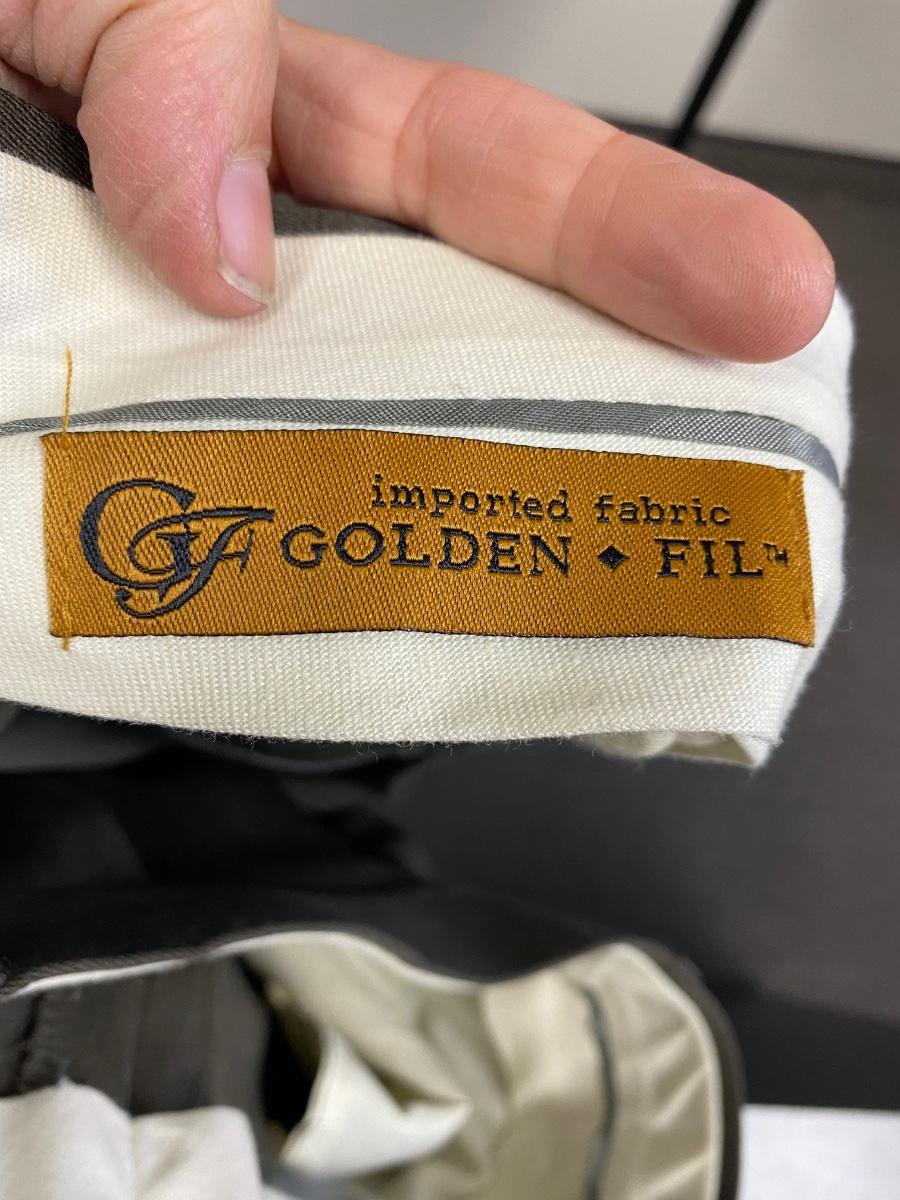 GF
imported fabric
GOLDEN ◆ FIL™